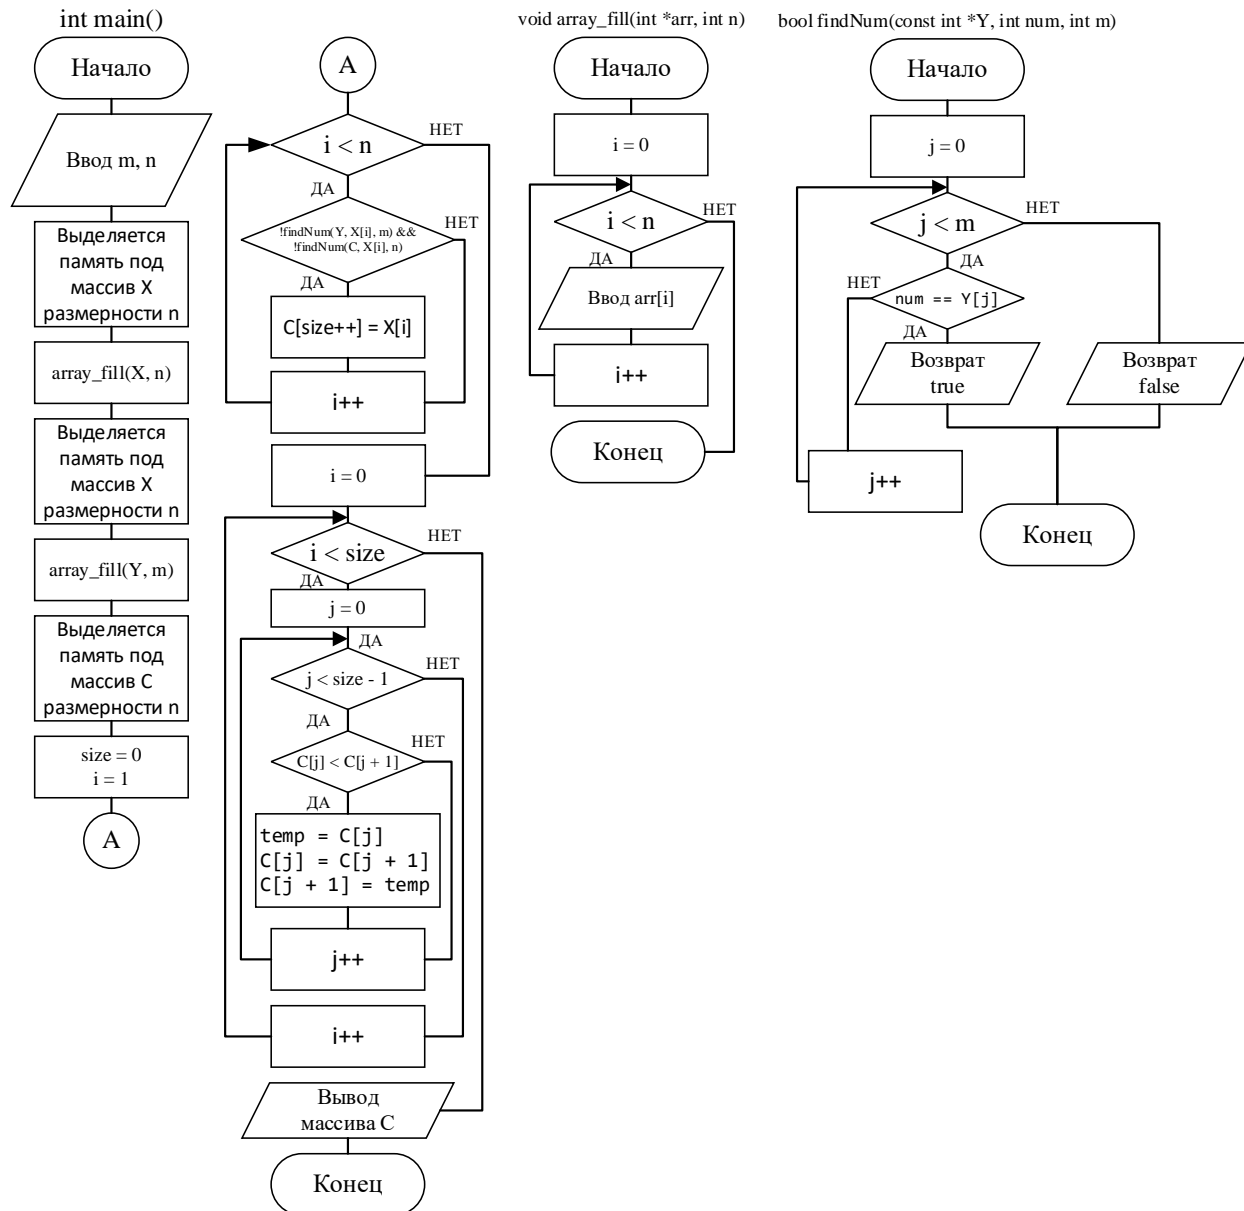 int main()
Начало
Ввод m, n
Выделяется
память под
массив X
размерности n
array_fill(X, n)
Выделяется
память под
массив X
размерности n
array_fill(Y, m)
Выделяется
память под
массив C
размерности n
size = 0
i = 1
A
A
i < n
НЕТ
ДА
!findNum(Y, X[i], m) &&
!findNum(C, X[i], n)
НЕТ
ДА
C[size++] = X[i]
i++
i = 0
i < size
НЕТ
ДА
j = 0
ДА
j < size - 1
НЕТ
ДА
C[j] < C[j + 1]
НЕТ
ДА
temp = C[j]
C[j] = C[j + 1]
C[j + 1] = temp
j++
i++
Вывод
массива C
Конец
void array_fill(int *arr, int n)
Начало
i = 0
i < n
НЕТ
ДА
Ввод arr[i]
i++
Конец
bool findNum(const int *Y, int num, int m)
Начало
j = 0
j < m
НЕТ
ДА
НЕТ
num == Y[j]
ДА
Возврат
true
Возврат
false
j++
Конец